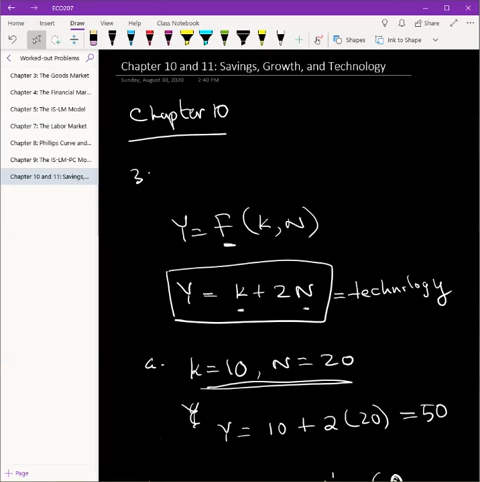 ECO207
File Home Insert Draw View Help Class Notebook
Share
Shapes Ink to Shape
Worked-out Problems
Chapter 3: The Goods Market
Chapter 4: The Financial Mar...
Chapter 5: The IS-LM Model
Chapter 7: The Labor Market
Chapter 8: Phillips Curve and...
Chapter 9: The IS-LM-PC Mo...
Chapter 10 and 11: Savings,...
+ Page
Chapter 10 and 11: Savings, Growth, and Technology
Sunday, August 30, 2020 2:40 PM
Chapter 10
3.
Y = F (K, N)
Y = K + 2N = technology
a. K = 10, N = 20
Y = 10 + 2 (20) = 50